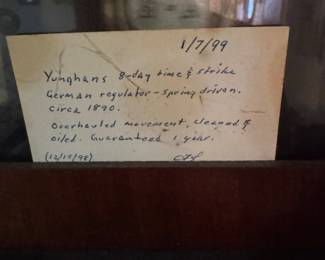 1/7/99
Yunghans 8-day time & strike
German regulator - spring driven.
circa 1890.
Overhauled movement, cleaned &
oiled. Guaranteed 1 year.
(12/15/98)